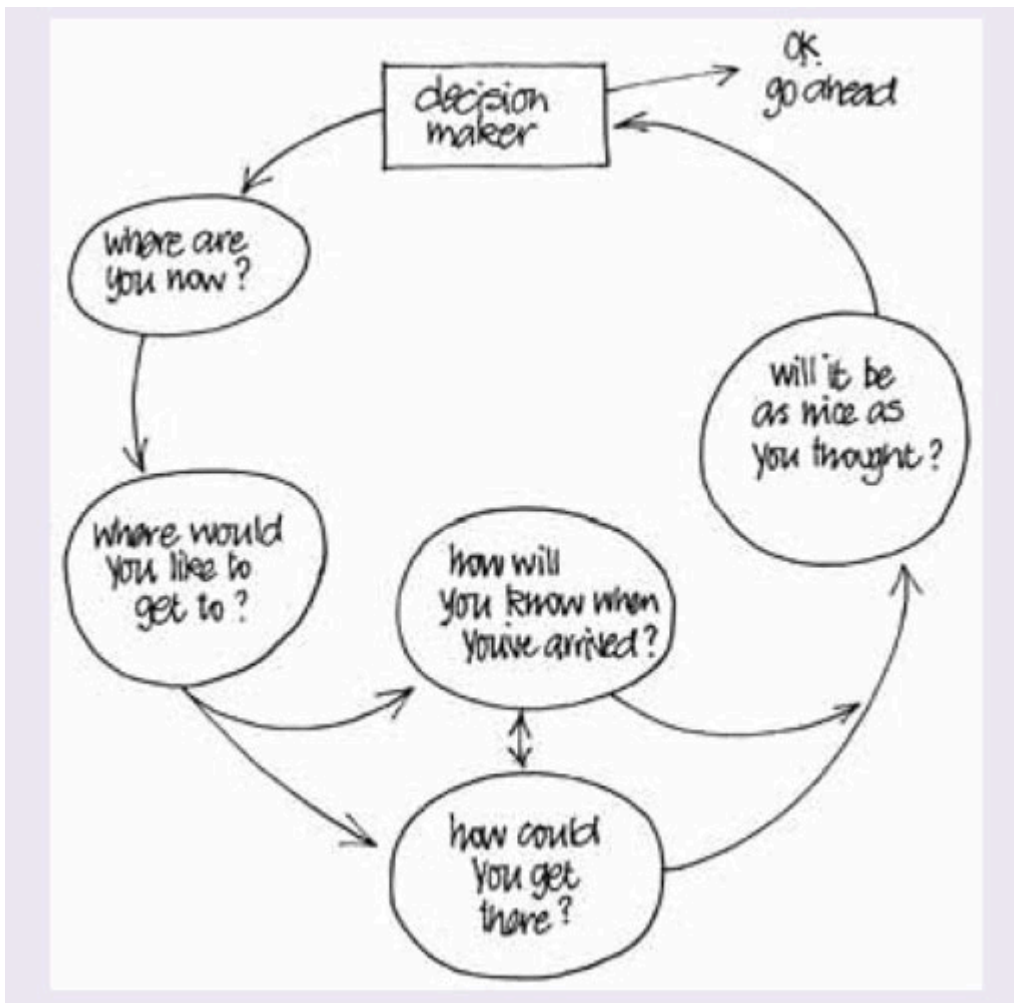 decision
maker
OK
go ahead
where are
you now?
where would
you like to
get to?
how will
you know when
you've arrived?
how could
you get
there?
will it be
as nice as
you thought?